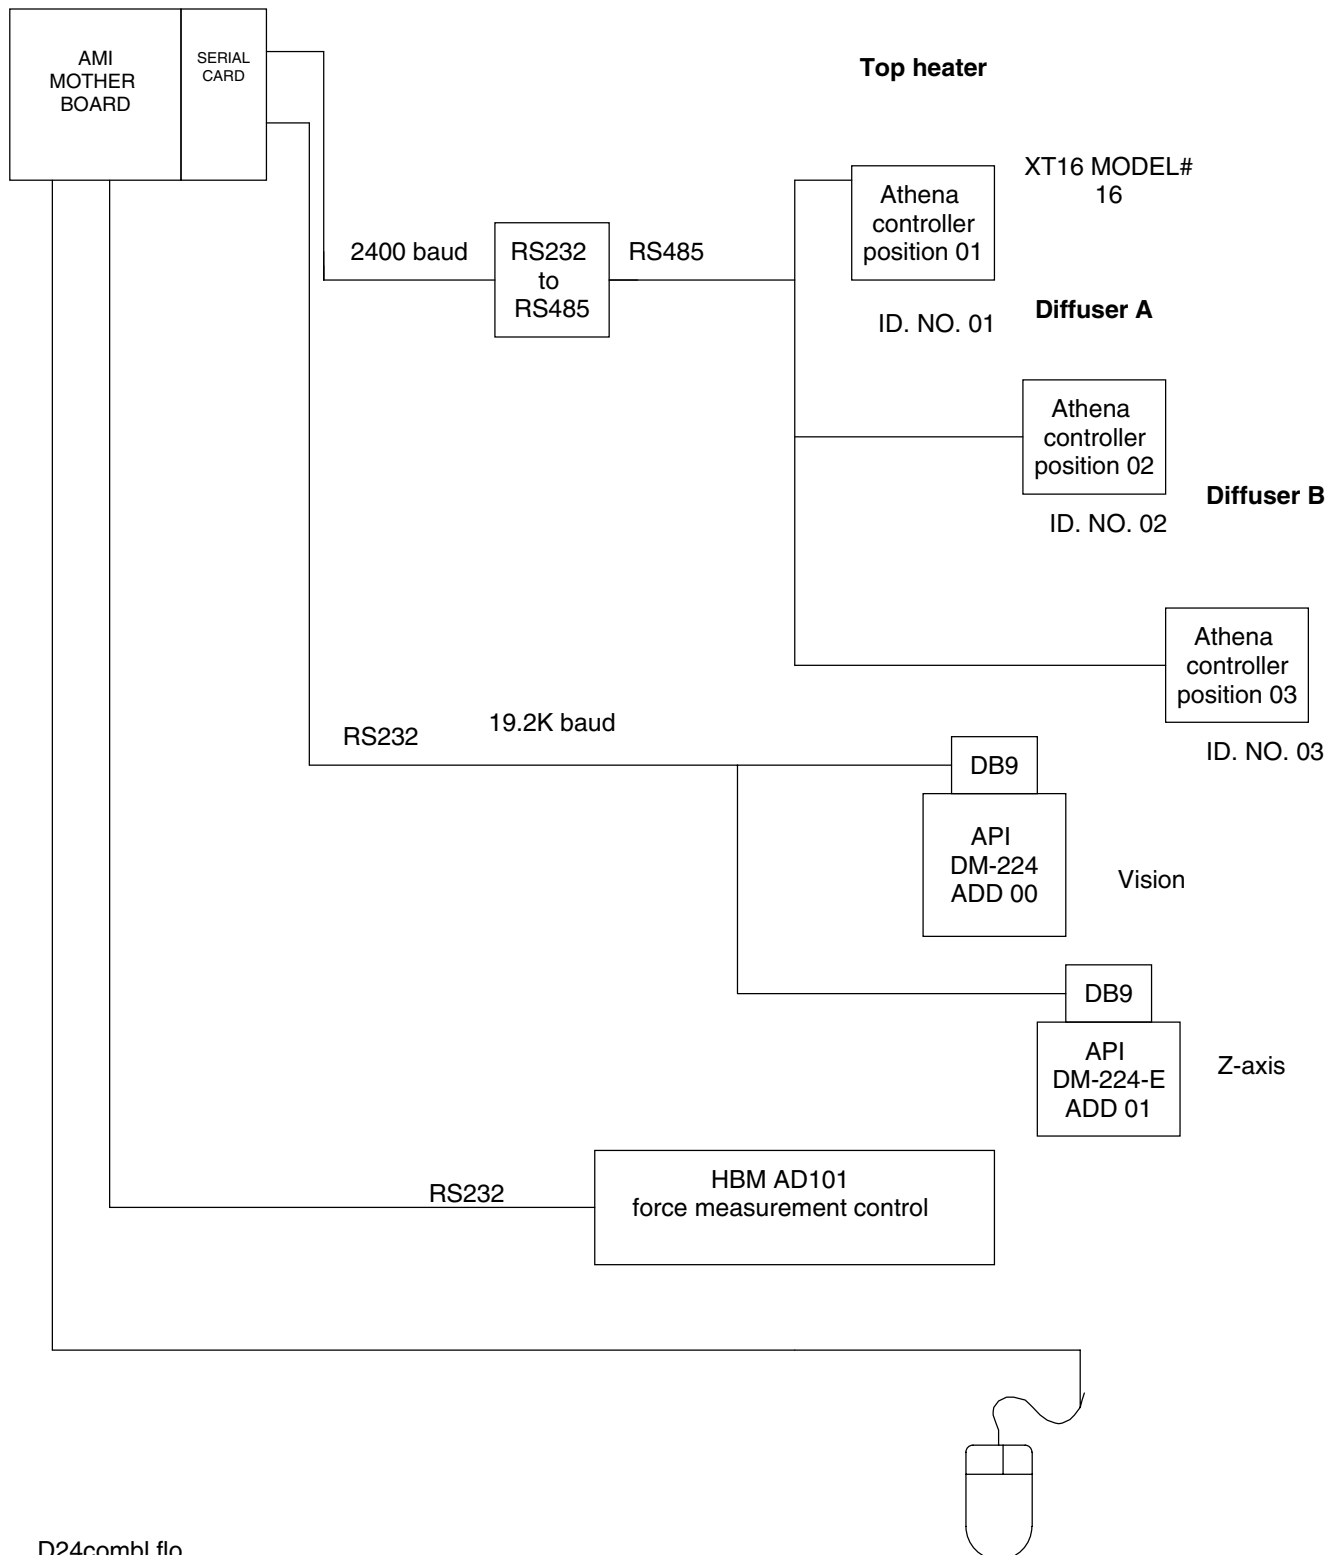 AMI
MOTHER
BOARD
SERIAL
CARD
Top heater
XT16 MODEL#
16
Athena
controller
position 01
2400 baud
RS232
to
RS485
RS485
ID. NO. 01
Diffuser A
Athena
controller
position 02
ID. NO. 02
Diffuser B
Athena
controller
position 03
ID. NO. 03
RS232
19.2K baud
DB9
API
DM-224
ADD 00
Vision
DB9
API
DM-224-E
ADD 01
Z-axis
RS232
HBM AD101
force measurement control
D24combl.flo